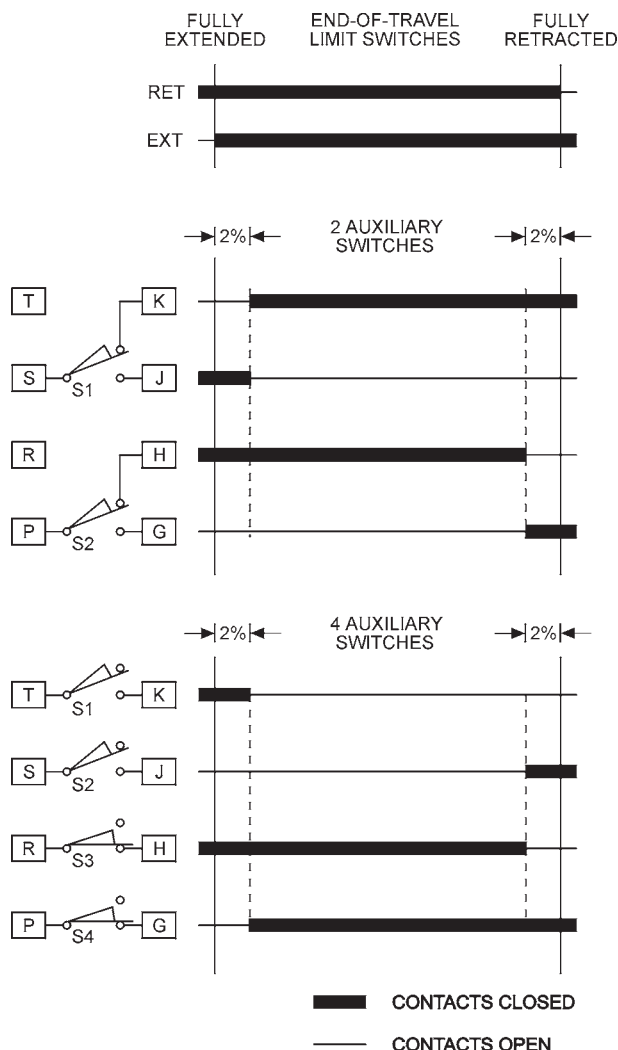 FULLY EXTENDED
END-OF-TRAVEL LIMIT SWITCHES
FULLY RETRACTED
RET
EXT
2%
2 AUXILIARY SWITCHES
2%
T
K
S
S1
J
R
H
P
S2
G
2%
4 AUXILIARY SWITCHES
2%
T
S1
K
S
S2
J
R
S3
H
P
S4
G
CONTACTS CLOSED
CONTACTS OPEN